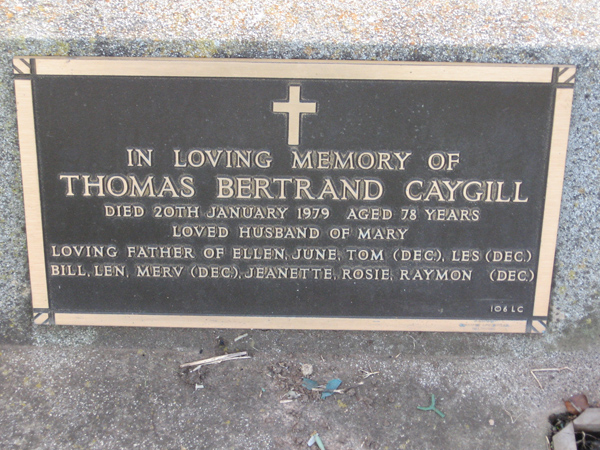 IN LOVING MEMORY OF
THOMAS BERTRAND CAYGILL
DIED 20TH JANUARY 1979 AGED 78 YEARS
LOVED HUSBAND OF MARY
LOVING FATHER OF ELLEN, JUNE, TOM (DEC.) LES (DEC.)
BILL, LEN, MERV (DEC.), JEANETTE, ROSIE, RAYMON (DEC.)
106 LC